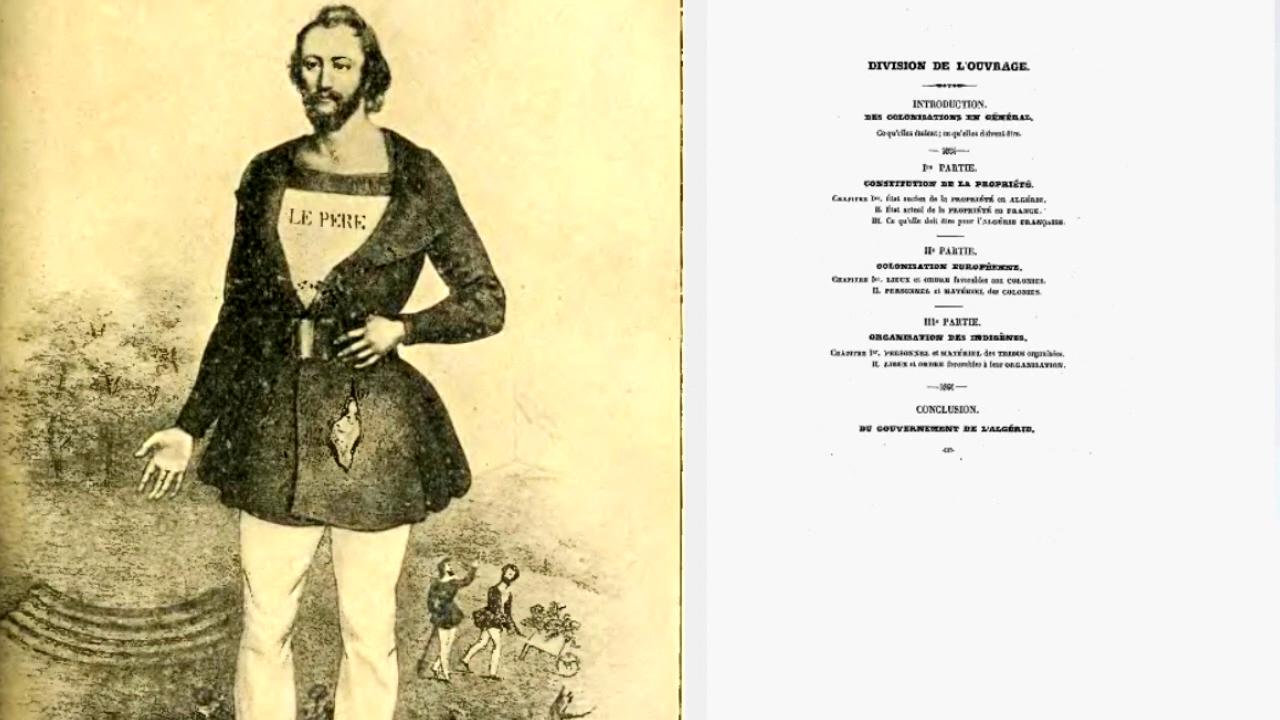 LE PERE
DIVISION DE L'OUVRAGE.
INTRODUCTION.
DES COLONISATIONS EN GÉNÉRAL,
Ce qu'elles étaient; ce qu'elles doivent être.
Iʳᵉ PARTIE.
CONSTITUTION DE LA PROPRIÉTÉ.
CHAPITRE Iᵉʳ. État ancien de la PROPRIÉTÉ en ALGÉRIE.
II. État actuel de la PROPRIÉTÉ en FRANCE.
III. Ce qu'elle doit être pour l'ALGÉRIE FRANÇAISE.
IIᵉ PARTIE.
COLONISATION EUROPÉENNE.
CHAPITRE Iᵉʳ. LIEUX et ORDRE favorables aux COLONIES.
II. PERSONNEL et MATÉRIEL des COLONIES.
IIIᵉ PARTIE.
ORGANISATION DES INDIGÈNES.
CHAPITRE Iᵉʳ. PERSONNEL et MATÉRIEL des TRIBUS organisées.
II. LIEUX et ORDRE favorables à leur ORGANISATION.
CONCLUSION.
DU GOUVERNEMENT DE L'ALGÉRIE.